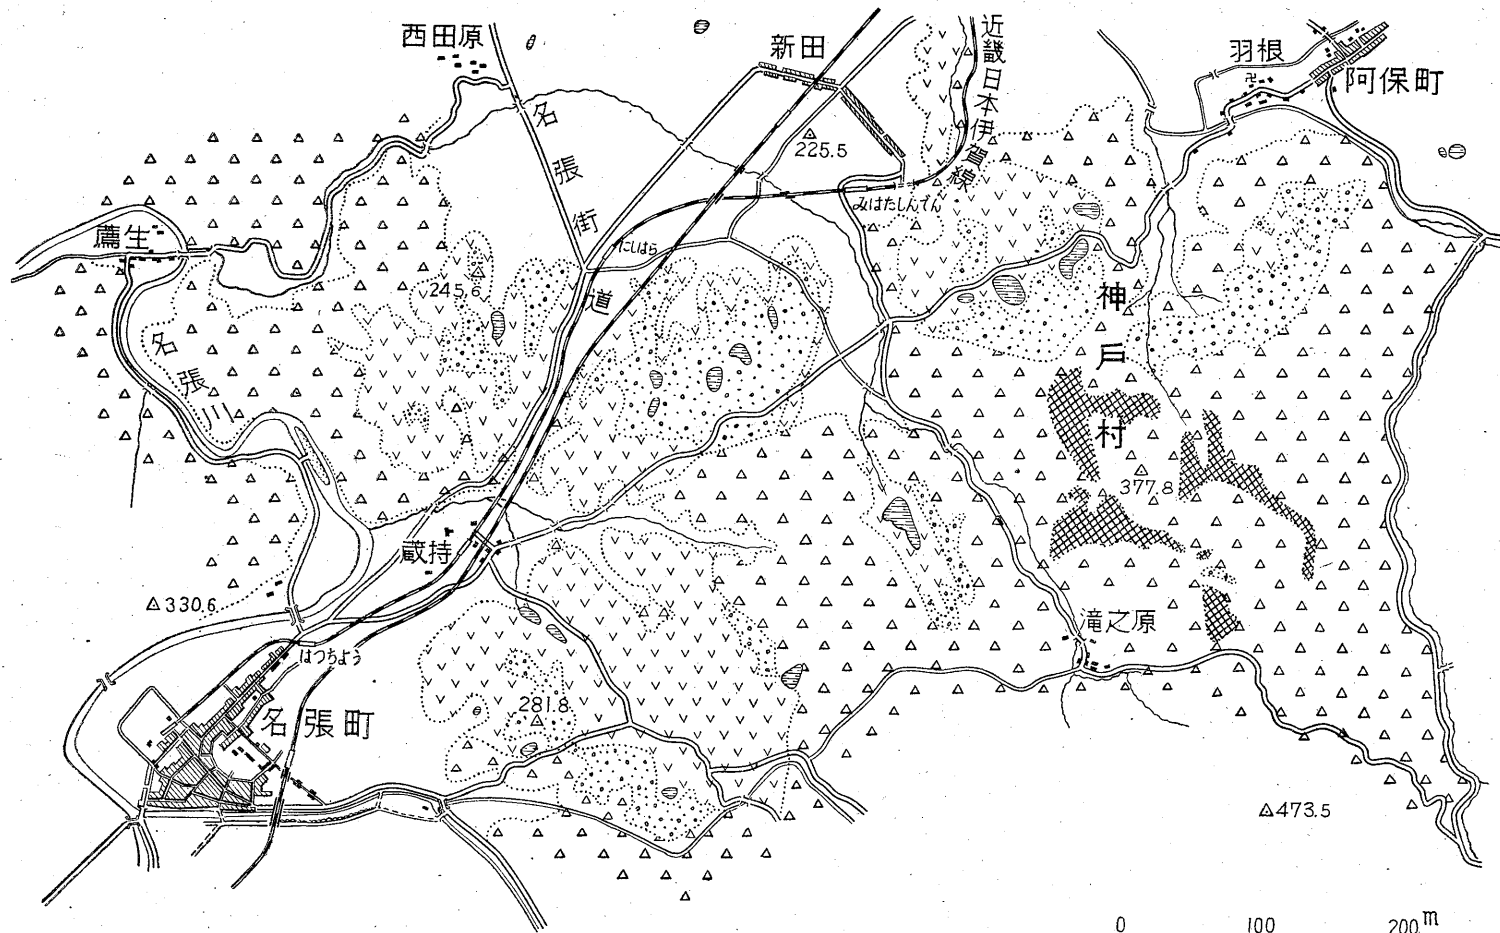 西田原
新田
近畿日本伊賀線
羽根
阿保町
名張街道
225.5
みはたしんでん
薦生
にしはら
245.6
神戸村
名張川
377.8
蔵持
330.6
滝之原
はつちよう
名張町
281.8
473.5
0 100 200m